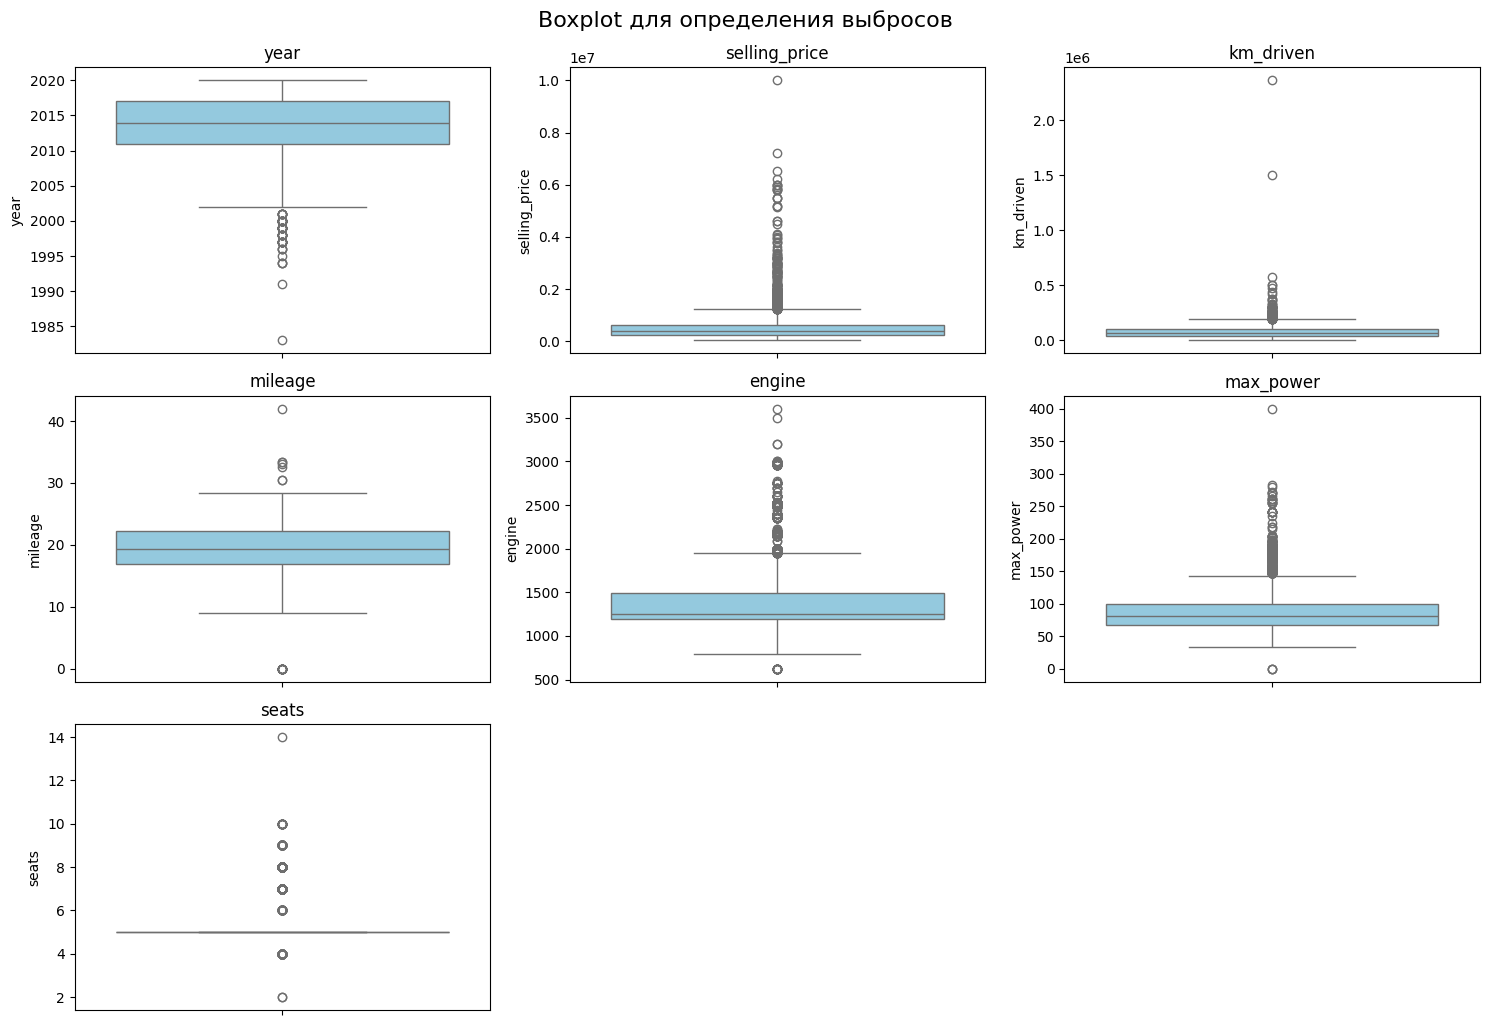 Boxplot для определения выбросов
year
2020
2015
2010
2005
2000
1995
1990
1985
year
selling_price
1e7
1.0
0.8
0.6
0.4
0.2
0.0
selling_price
km_driven
1e6
2.0
1.5
1.0
0.5
0.0
km_driven
mileage
40
30
20
10
0
mileage
engine
3500
3000
2500
2000
1500
1000
500
engine
max_power
400
350
300
250
200
150
100
50
0
max_power
seats
14
12
10
8
6
4
2
seats